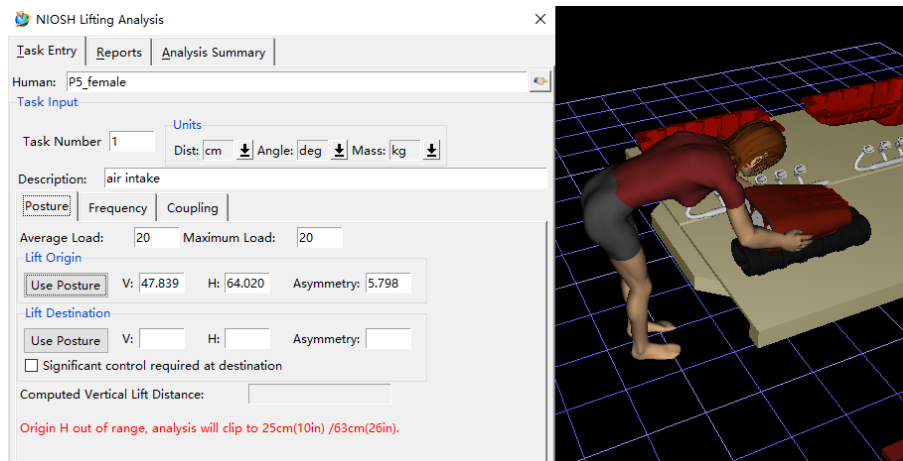 NIOSH Lifting Analysis
Task Entry Reports Analysis Summary
Human: P5_female
Task Input
Task Number 1
Units
Dist: cm Angle: deg Mass: kg
Description: air intake
Posture Frequency Coupling
Average Load: 20 Maximum Load: 20
Lift Origin
Use Posture V: 47.839 H: 64.020 Asymmetry: 5.798
Lift Destination
Use Posture V: H: Asymmetry:
Significant control required at destination
Computed Vertical Lift Distance:
Origin H out of range, analysis will clip to 25cm(10in) /63cm(26in).